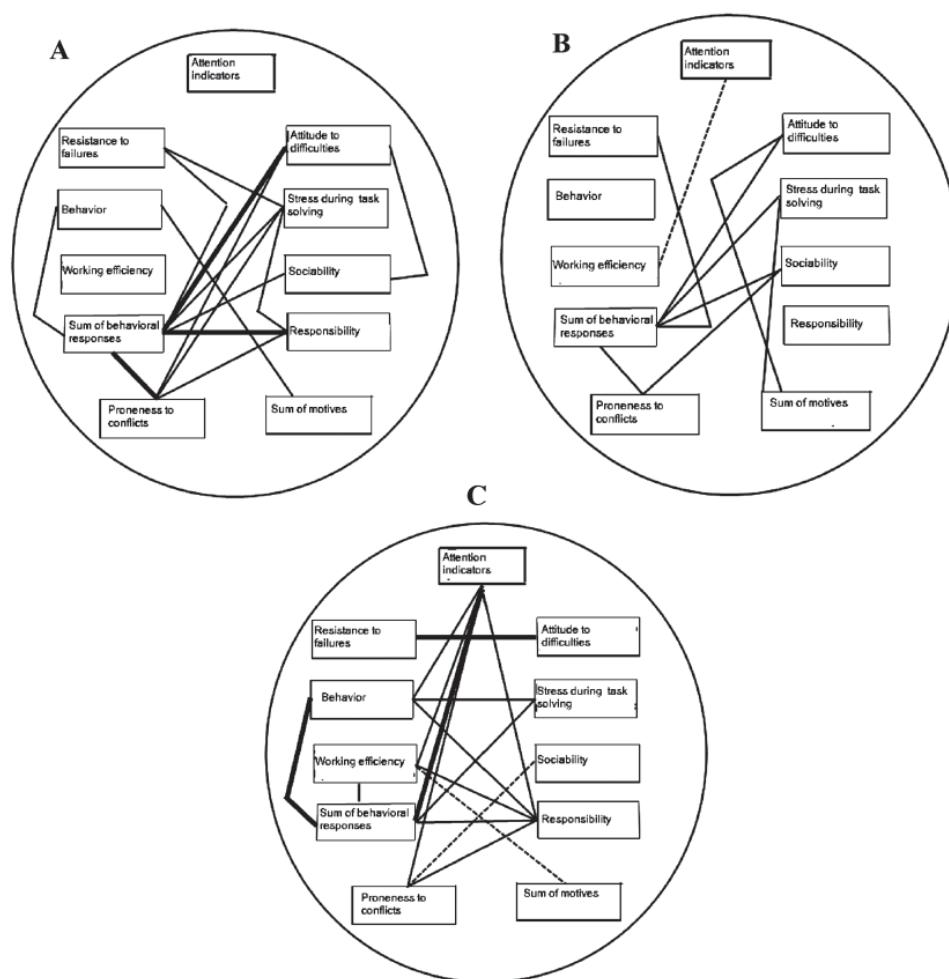 A
Attention
indicators
Resistance to
failures
Attitude to
difficulties
Behavior
Stress during task
solving
Working efficiency
Sociability
Sum of behavioral
responses
Responsibility
Proneness to
conflicts
Sum of motives
B
Attention
indicators
Resistance to
failures
Attitude to
difficulties
Behavior
Stress during task
solving
Working efficiency
Sociability
Sum of behavioral
responses
Responsibility
Proneness to
conflicts
Sum of motives
C
Attention
indicators
Resistance to
failures
Attitude to
difficulties
Behavior
Stress during task
solving
Working efficiency
Sociability
Sum of behavioral
responses
Responsibility
Proneness to
conflicts
Sum of motives